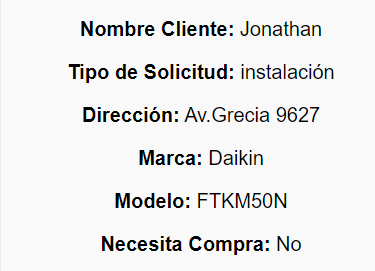 Nombre Cliente: Jonathan
Tipo de Solicitud: instalación
Dirección: Av.Grecia 9627
Marca: Daikin
Modelo: FTKM50N
Necesita Compra: No